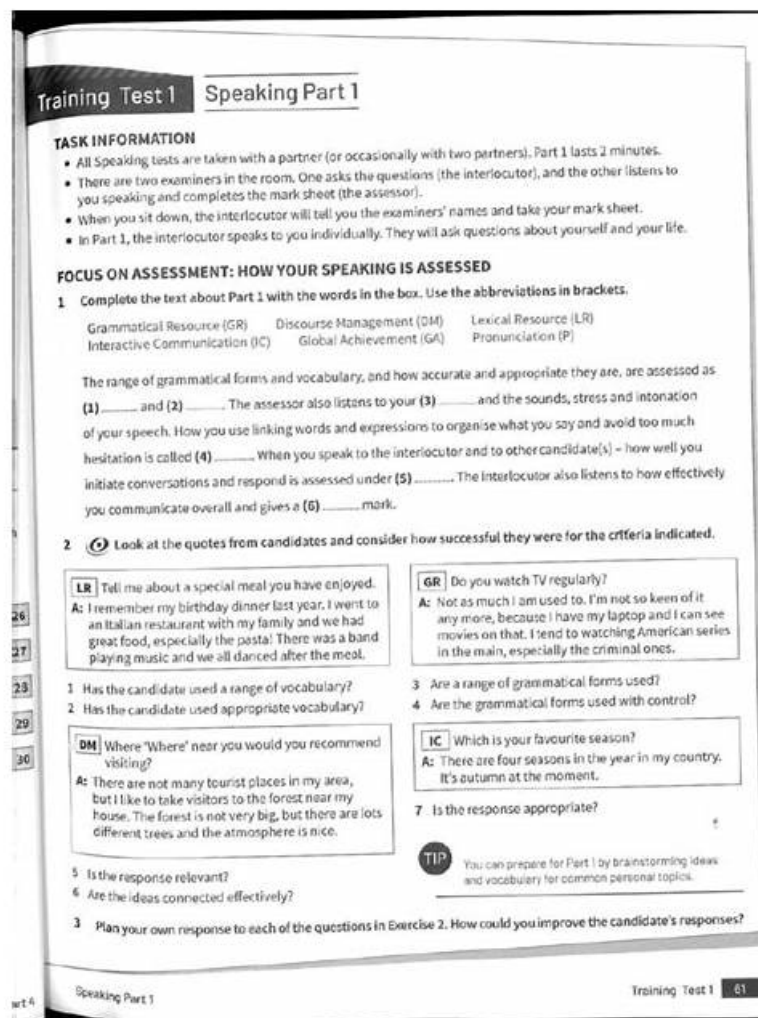 Training Test 1
Speaking Part 1
TASK INFORMATION
• All Speaking tests are taken with a partner (or occasionally with two partners). Part 1 lasts 2 minutes.
• There are two examiners in the room. One asks the questions (the interlocutor), and the other listens to
you speaking and completes the mark sheet (the assessor).
• When you sit down, the interlocutor will tell you the examiners' names and take your mark sheet.
• In Part 1, the interlocutor speaks to you individually. They will ask questions about yourself and your life.
FOCUS ON ASSESSMENT: HOW YOUR SPEAKING IS ASSESSED
1 Complete the text about Part 1 with the words in the box. Use the abbreviations in brackets.
Grammatical Resource (GR) Discourse Management (DM) Lexical Resource (LR)
Interactive Communication (IC) Global Achievement (GA) Pronunciation (P)
The range of grammatical forms and vocabulary, and how accurate and appropriate they are, are assessed as
(1) ______ and (2) ______. The assessor also listens to your (3) ______ and the sounds, stress and intonation
of your speech. How you use linking words and expressions to organise what you say and avoid too much
hesitation is called (4) ______. When you speak to the interlocutor and to other candidate(s) – how well you
initiate conversations and respond is assessed under (5) ______. The interlocutor also listens to how effectively
you communicate overall and gives a (6) ______ mark.
2 Look at the quotes from candidates and consider how successful they were for the criteria indicated.
LR Tell me about a special meal you have enjoyed.
A: I remember my birthday dinner last year. I went to
an Italian restaurant with my family and we had
great food, especially the pasta! There was a band
playing music and we all danced after the meal.
1 Has the candidate used a range of vocabulary?
2 Has the candidate used appropriate vocabulary?
GR Do you watch TV regularly?
A: Not as much I am used to. I'm not so keen of it
any more, because I have my laptop and I can see
movies on that. I tend to watching American series
in the main, especially the criminal ones.
3 Are a range of grammatical forms used?
4 Are the grammatical forms used with control?
DM Where 'Where' near you would you recommend
visiting?
A: There are not many tourist places in my area,
but I like to take visitors to the forest near my
house. The forest is not very big, but there are lots
different trees and the atmosphere is nice.
5 Is the response relevant?
6 Are the ideas connected effectively?
IC Which is your favourite season?
A: There are four seasons in the year in my country.
It's autumn at the moment.
7 Is the response appropriate?
TIP
You can prepare for Part 1 by brainstorming ideas
and vocabulary for common personal topics.
3 Plan your own response to each of the questions in Exercise 2. How could you improve the candidate's responses?
Speaking Part 1
Training Test 1 61
26
27
28
29
30